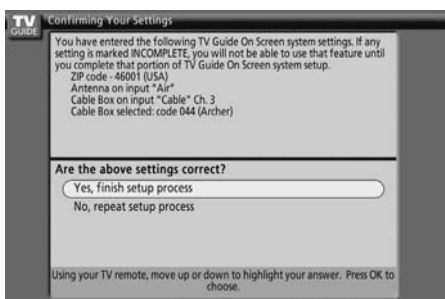 TV
GUIDE
Confirming Your Settings
You have entered the following TV Guide On Screen system settings. If any
setting is marked INCOMPLETE, you will not be able to use that feature until
you complete that portion of TV Guide On Screen system setup.
ZIP code - 46001 (USA)
Antenna on input "Air"
Cable Box on input "Cable" Ch. 3
Cable Box selected: code 044 (Archer)
Are the above settings correct?
Yes, finish setup process
No, repeat setup process
Using your TV remote, move up or down to highlight your answer. Press OK to
choose.